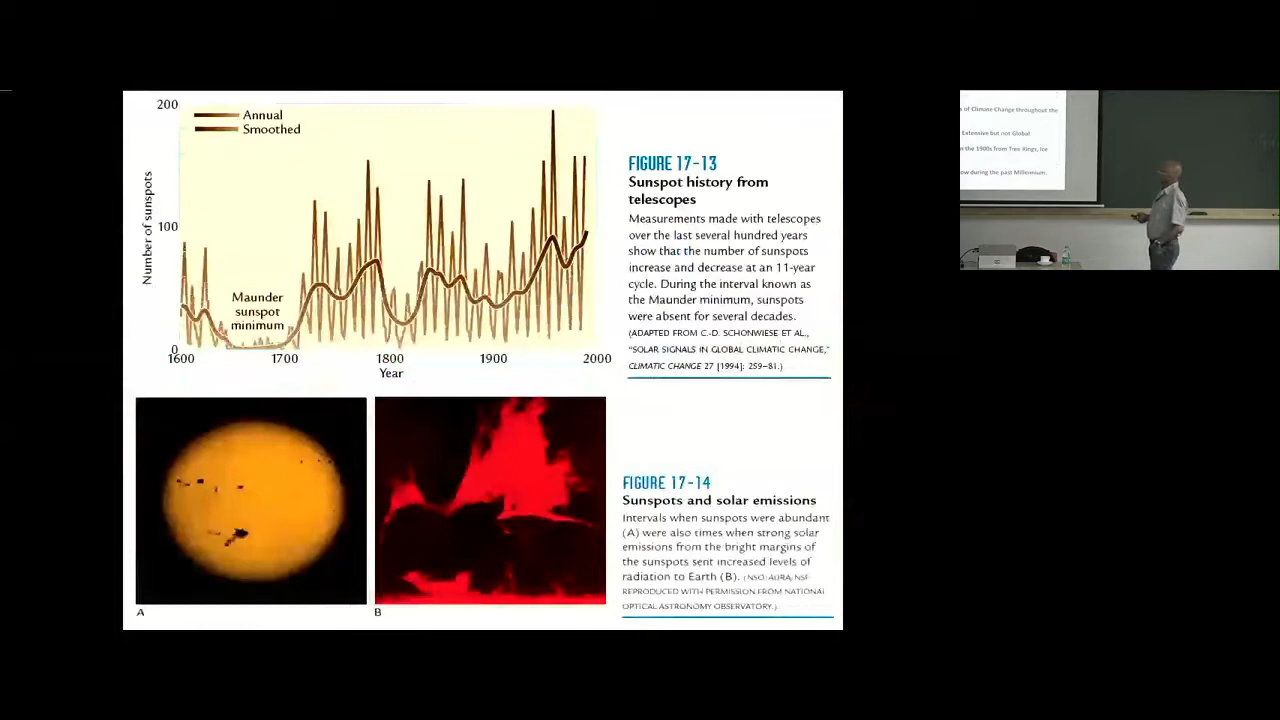 200
Annual
Smoothed
Number of sunspots
100
Maunder
sunspot
minimum
0
1600
1700
1800
1900
2000
Year
FIGURE 17-13
Sunspot history from
telescopes
Measurements made with telescopes
over the last several hundred years
show that the number of sunspots
increase and decrease at an 11-year
cycle. During the interval known as
the Maunder minimum, sunspots
were absent for several decades.
(ADAPTED FROM C.-D. SCHONWIESE ET AL.,
"SOLAR SIGNALS IN GLOBAL CLIMATIC CHANGE,"
CLIMATIC CHANGE 27 [1994]: 259–81.)
A
B
FIGURE 17-14
Sunspots and solar emissions
Intervals when sunspots were abundant
(A) were also times when strong solar
emissions from the bright margins of
the sunspots sent increased levels of
radiation to Earth (B). (NSO/AURA/NSF
REPRODUCED WITH PERMISSION FROM NATIONAL
OPTICAL ASTRONOMY OBSERVATORY.)
of Climate Change throughout the
Extensive but not Global
the 1900s from Tree Rings, Ice
during the past Millennium.